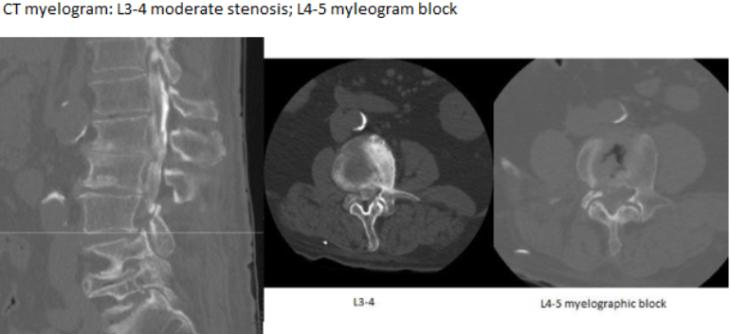 CT myelogram: L3-4 moderate stenosis; L4-5 myleogram block
L3-4
L4-5 myelographic block